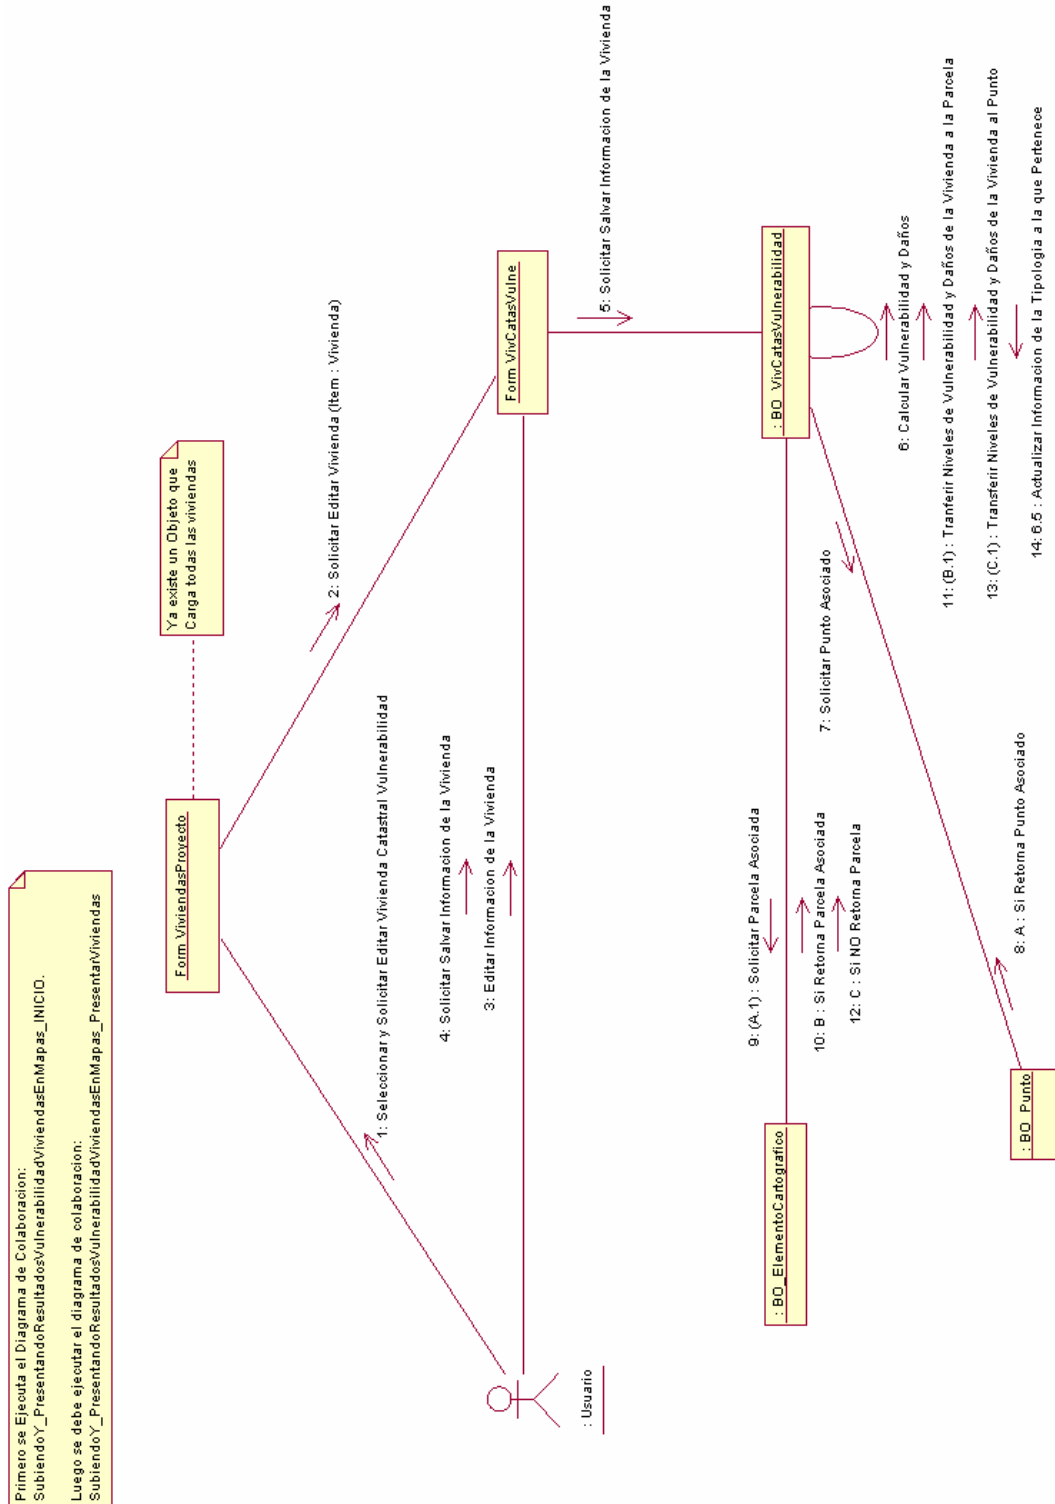 Primero se Ejecuta el Diagrama de Colaboracion:
SubiendoY_PresentandoResultadosVulnerabilidadViviendasEnMapas_INICIO.
Luego se debe ejecutar el diagrama de colaboracion:
SubiendoY_PresentandoResultadosVulnerabilidadViviendasEnMapas_PresentarViviendas
Ya existe un Objeto que
Carga todas las viviendas
Form ViviendasProyecto
2: Solicitar Editar Vivienda (Item : Vivienda)
1: Seleccionar y Solicitar Editar Vivienda Catastral Vulnerabilidad
4: Solicitar Salvar Informacion de la Vivienda
3: Editar Informacion de la Vivienda
: Usuario
Form VivCatasVulne
5: Solicitar Salvar Informacion de la Vivienda
: BO_VivCatasVulnerabilidad
6: Calcular Vulnerabilidad y Daños
11: (B.1) : Tranferir Niveles de Vulnerabilidad y Daños de la Vivienda a la Parcela
13: (C.1) : Transferir Niveles de Vulnerabilidad y Daños de la Vivienda al Punto
14: 6.5 : Actualizar Informacion de la Tipologia a la que Pertenece
7: Solicitar Punto Asociado
9: (A.1) : Solicitar Parcela Asociada
10: B : Si Retorna Parcela Asociada
12: C : Si NO Retorna Parcela
: BO_ElementoCartografico
8: A : Si Retorna Punto Asociado
: BO_Punto